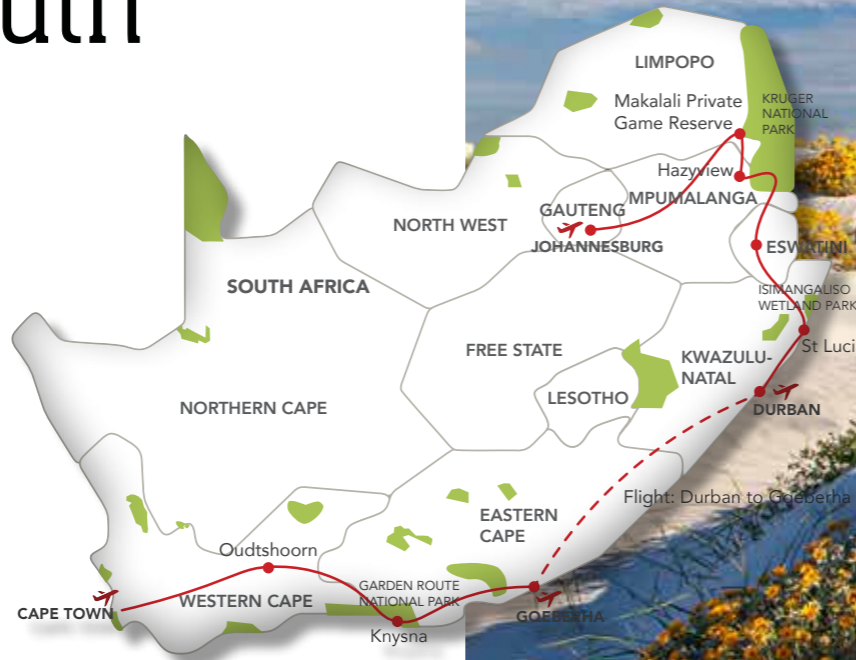 uth
LIMPOPO
Makalali Private
Game Reserve
KRUGER
NATIONAL
PARK
Hazyview
MPUMALANGA
GAUTENG
NORTH WEST
JOHANNESBURG
ESWATINI
SOUTH AFRICA
ISIMANGALISO
WETLAND PARK
St Luci
FREE STATE
KWAZULU-
NATAL
LESOTHO
NORTHERN CAPE
DURBAN
Flight: Durban to Goeberha
EASTERN
CAPE
Oudtshoorn
GARDEN ROUTE
NATIONAL PARK
WESTERN CAPE
CAPE TOWN
GOEBERHA
Knysna